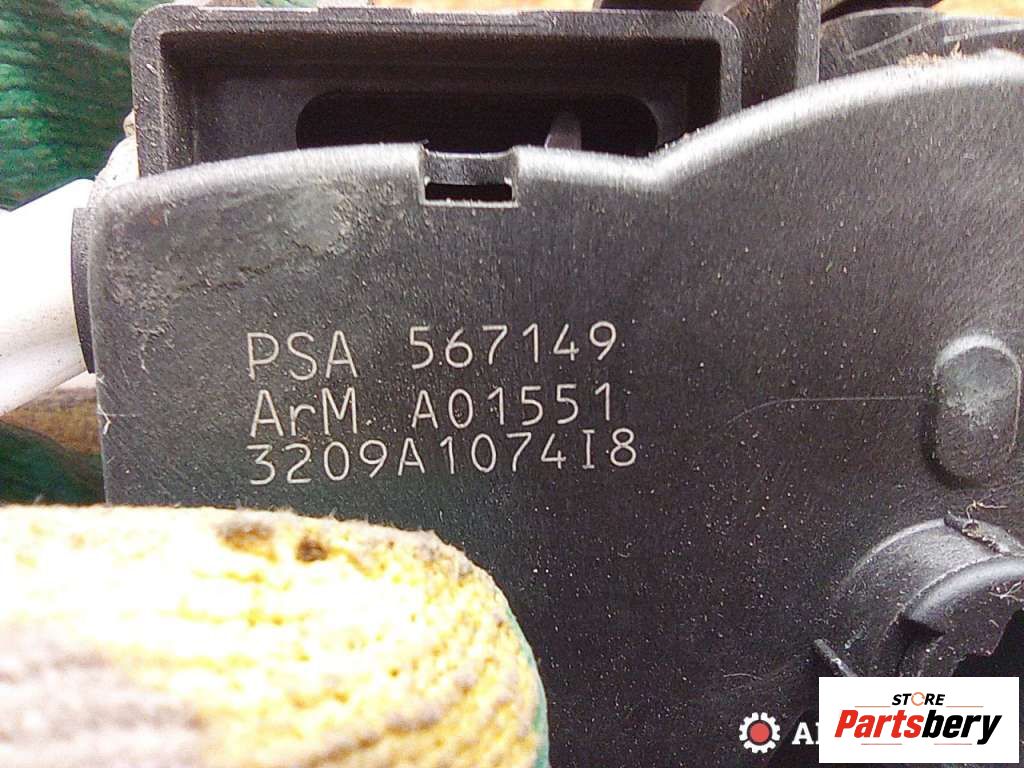 PSA 567149
ArM A01551
3209A1074I8
STORE
Partsbery